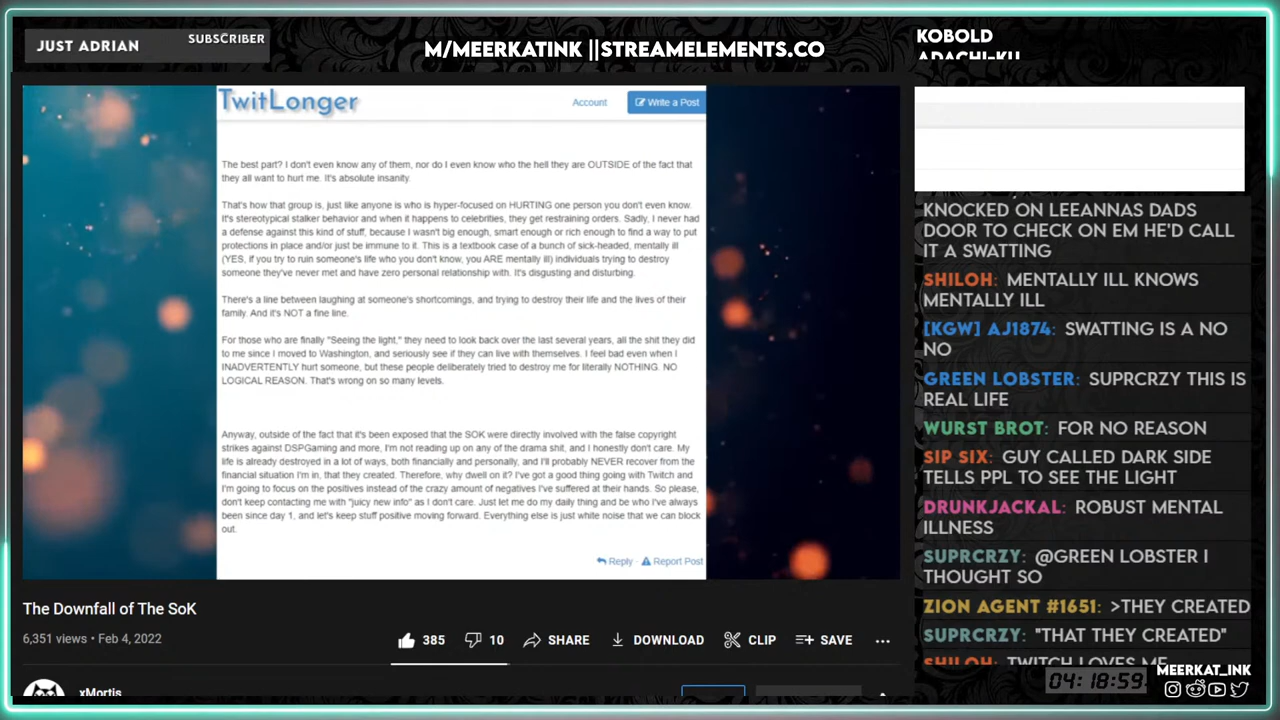 JUST ADRIAN
SUBSCRIBER
M/MEERKATINK ||STREAMELEMENTS.CO
KOBOLD
ADACHI-KU
TwitLonger
Account
Write a Post
The best part? I don't even know any of them, nor do I even know who the hell they are OUTSIDE of the fact that
they all want to hurt me. It's absolute insanity.
That's how that group is, just like anyone is who is hyper-focused on HURTING one person you don't even know.
It's stereotypical stalker behavior and when it happens to celebrities, they get restraining orders. Sadly, I never had
a defense against this kind of stuff, because I wasn't big enough, smart enough or rich enough to find a way to put
protections in place and/or just be immune to it. This is a textbook case of a bunch of sick-headed, mentally ill
(YES, if you try to ruin someone's life who you don't know, you ARE mentally ill) individuals trying to destroy
someone they've never met and have zero personal relationship with. It's disgusting and disturbing.
There's a line between laughing at someone's shortcomings, and trying to destroy their life and the lives of their
family. And it's NOT a fine line.
For those who are finally "Seeing the light," they need to look back over the last several years, all the shit they did
to me since I moved to Washington, and seriously see if they can live with themselves. I feel bad even when I
INADVERTENTLY hurt someone, but these people deliberately tried to destroy me for literally NOTHING. NO
LOGICAL REASON. That's wrong on so many levels.
Anyway, outside of the fact that it's been exposed that the SOK were directly involved with the false copyright
strikes against DSPGaming and more, I'm not reading up on any of the drama shit, and I honestly don't care. My
life is already destroyed in a lot of ways, both financially and personally, and I'll probably NEVER recover from the
financial situation I'm in, that they created. Therefore, why dwell on it? I've got a good thing going with Twitch and
I'm going to focus on the positives instead of the crazy amount of negatives I've suffered at their hands. So please,
don't keep contacting me with "juicy new info" as I don't care. Just let me do my daily thing and be who I've always
been since day 1, and let's keep stuff positive moving forward. Everything else is just white noise that we can block
out.
Reply
Report Post
The Downfall of The SoK
6,351 views • Feb 4, 2022
385
10
SHARE
DOWNLOAD
CLIP
SAVE
xMortis
KNOCKED ON LEEANNAS DADS
DOOR TO CHECK ON EM HE'D CALL
IT A SWATTING
SHILOH: MENTALLY ILL KNOWS
MENTALLY ILL
[KGW] AJ1874: SWATTING IS A NO
NO
GREEN LOBSTER: SUPRCRZY THIS IS
REAL LIFE
WURST BROT: FOR NO REASON
SIP SIX: GUY CALLED DARK SIDE
TELLS PPL TO SEE THE LIGHT
DRUNKJACKAL: ROBUST MENTAL
ILLNESS
SUPRCRZY: @GREEN LOBSTER I
THOUGHT SO
ZION AGENT #1651: >THEY CREATED
SUPRCRZY: "THAT THEY CREATED"
SHILOH: TWITCH LOVES ME
04:18:59
MEERKAT_INK